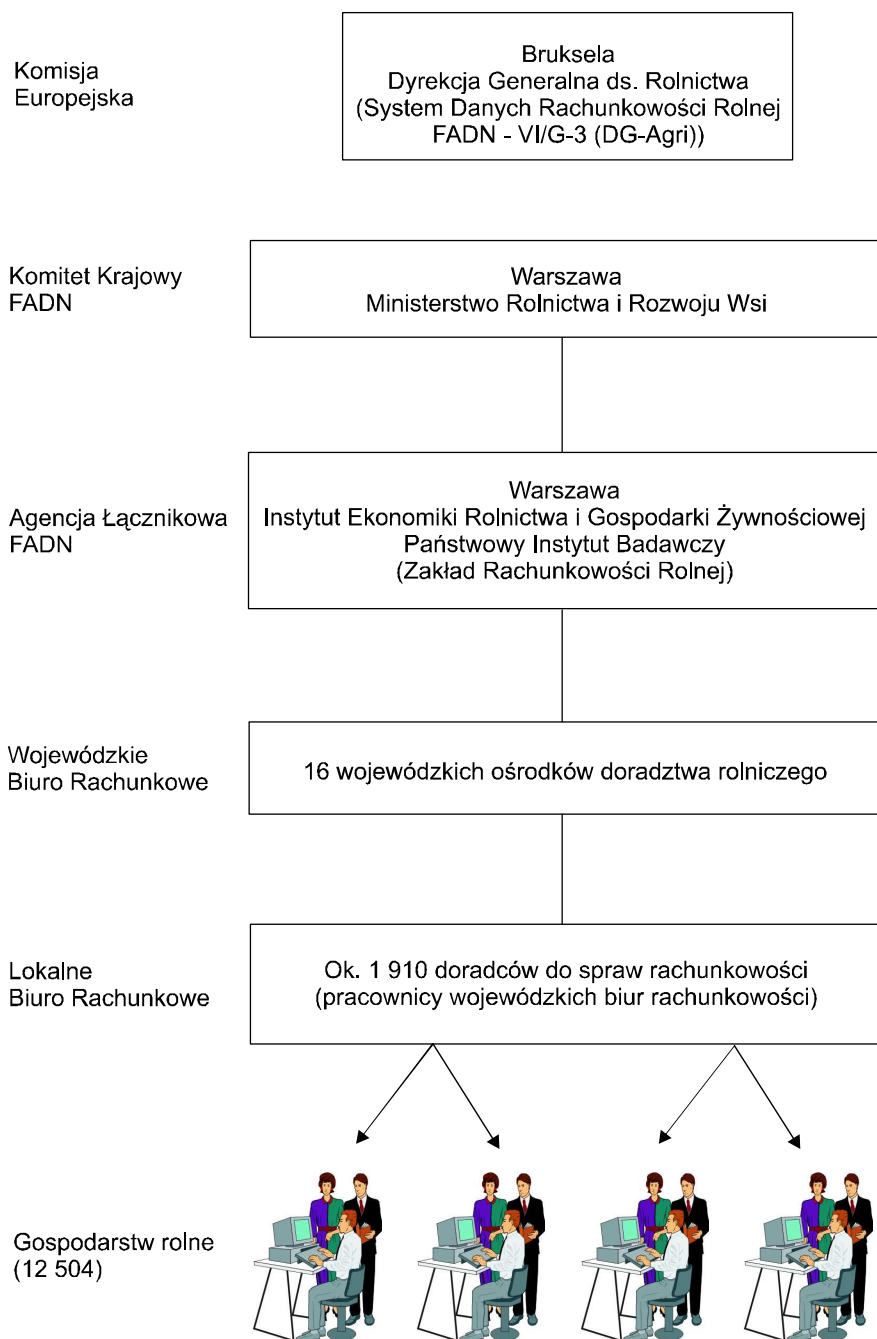 Komisja
Europejska
Bruksela
Dyrekcja Generalna ds. Rolnictwa
(System Danych Rachunkowości Rolnej
FADN - VI/G-3 (DG-Agri))
Komitet Krajowy
FADN
Warszawa
Ministerstwo Rolnictwa i Rozwoju Wsi
Agencja Łącznikowa
FADN
Warszawa
Instytut Ekonomiki Rolnictwa i Gospodarki Żywnościowej
Państwowy Instytut Badawczy
(Zakład Rachunkowości Rolnej)
Wojewódzkie
Biuro Rachunkowe
16 wojewódzkich ośrodków doradztwa rolniczego
Lokalne
Biuro Rachunkowe
Ok. 1 910 doradców do spraw rachunkowości
(pracownicy wojewódzkich biur rachunkowości)
Gospodarstw rolne
(12 504)